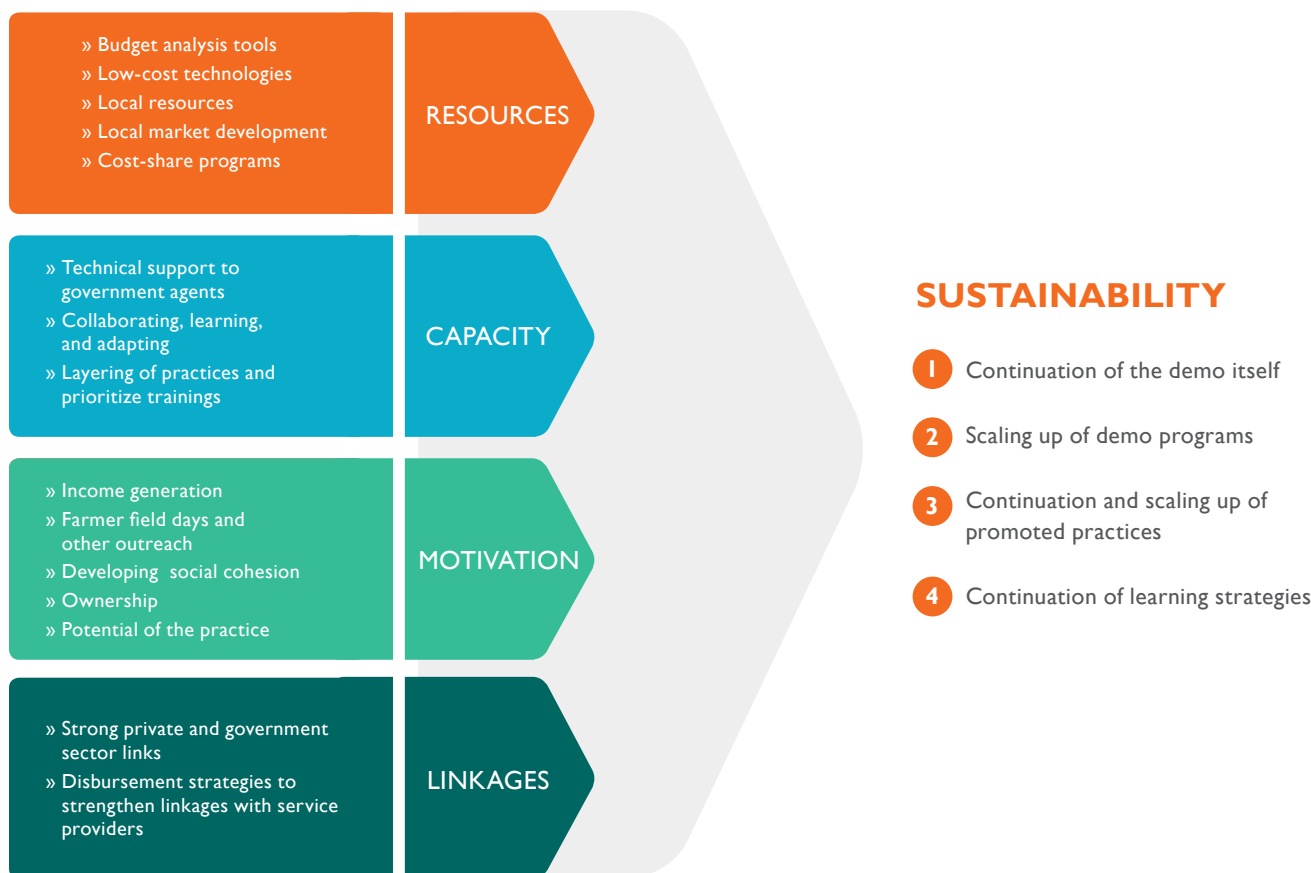 » Budget analysis tools
» Low-cost technologies
» Local resources
» Local market development
» Cost-share programs
RESOURCES
» Technical support to
government agents
» Collaborating, learning,
and adapting
» Layering of practices and
prioritize trainings
CAPACITY
» Income generation
» Farmer field days and
other outreach
» Developing social cohesion
» Ownership
» Potential of the practice
MOTIVATION
» Strong private and government
sector links
» Disbursement strategies to
strengthen linkages with service
providers
LINKAGES
SUSTAINABILITY
1 Continuation of the demo itself
2 Scaling up of demo programs
3 Continuation and scaling up of
promoted practices
4 Continuation of learning strategies